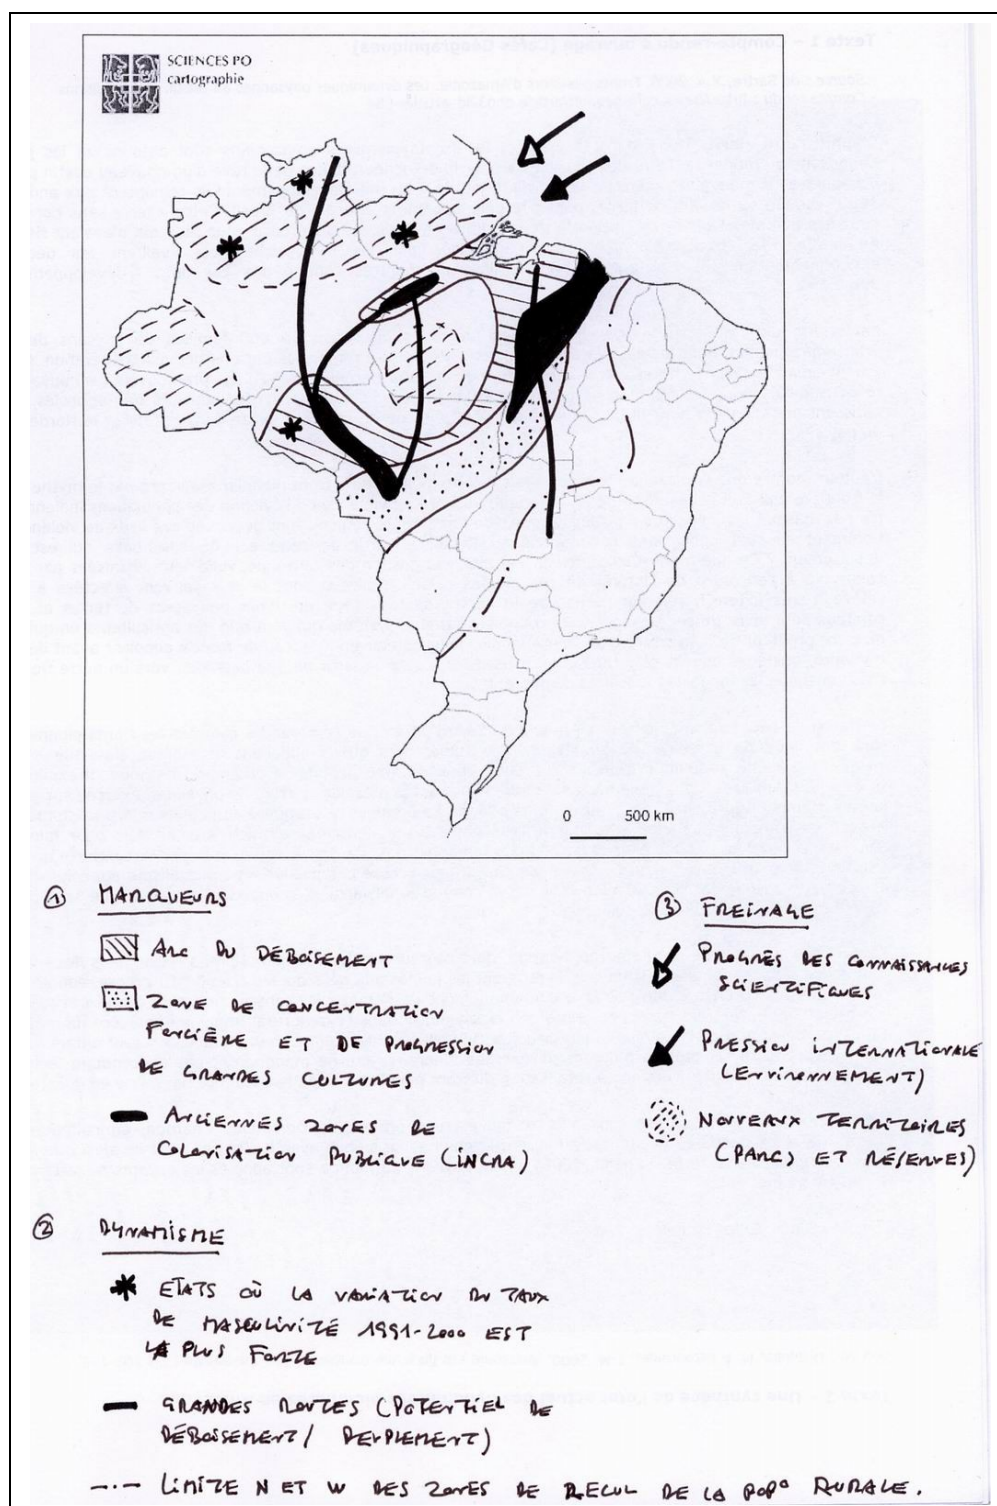 SCIENCES PO
cartographie
0 500 km
① MARQUEURS
ARC DU DÉBOISEMENT
ZONE DE CONCENTRATION
FONCIÈRE ET DE PROGRESSION
DE GRANDES CULTURES
ANCIENNES ZONES DE
COLONISATION PUBLIQUE (INCRA)
② DYNAMISME
ETATS OÙ LA VARIATION DU TAUX
DE MASCULINITÉ 1991-2000 EST
LA PLUS FORTE
GRANDES ROUTES (POTENTIEL DE
DÉBOISEMENT / PEUPLEMENT)
LIMITE N ET W DES ZONES DE RECUL DE LA POPº RURALE.
③ FREINAGE
PROGRÈS DES CONNAISSANCES
SCIENTIFIQUES
PRESSION INTERNATIONALE
(ENVIRONNEMENT)
NOUVEAUX TERRITOIRES
(PARCS ET RÉSERVES)